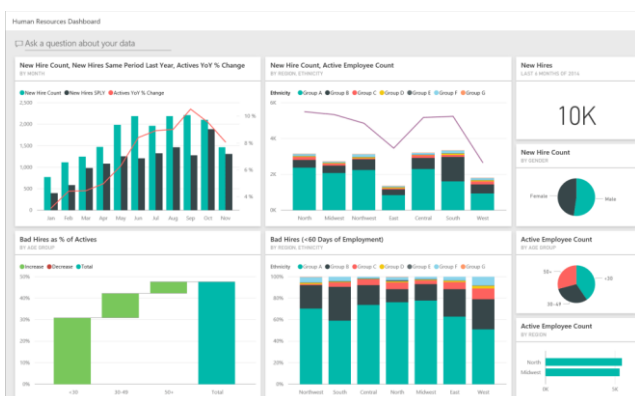 Human Resources Dashboard
Ask a question about your data
New Hire Count, New Hires Same Period Last Year, Actives YoY % Change
BY MONTH
New Hire Count New Hires SPLY Actives YoY % Change
2,500
2,000
1,500
1,000
500
0
10 %
8 %
6 %
4 %
Jan Feb Mar Apr May Jun Jul Aug Sep Oct Nov
New Hire Count, Active Employee Count
BY REGION, ETHNICITY
Ethnicity Group A Group B Group C Group D Group E Group F Group G
6K
4K
2K
0K
North Midwest Northwest East Central South West
New Hires
LAST 6 MONTHS OF 2014
10K
New Hire Count
BY GENDER
Female
Male
Bad Hires as % of Actives
BY AGE GROUP
Increase Decrease Total
50%
40%
30%
20%
10%
0%
<30 30-49 50+ Total
Bad Hires (<60 Days of Employment)
BY REGION, ETHNICITY
Ethnicity Group A Group B Group C Group D Group E Group F Group G
100%
80%
60%
40%
20%
0%
Northwest South Central North Midwest East West
Active Employee Count
BY AGE GROUP
50+
<30
30-49
Active Employee Count
BY REGION
North
Midwest
0K 5K